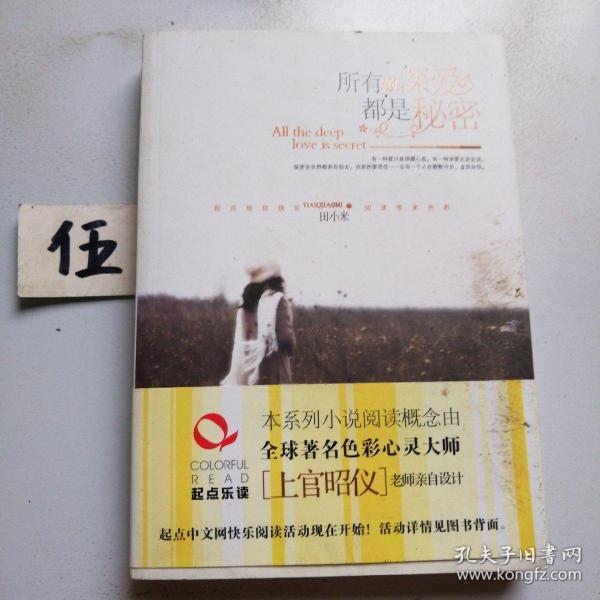 所有的深爱
都是秘密
All the deep
love is secret
TIANXIAOMI
田小米
伍
COLORFUL
READ
起点乐读
本系列小说阅读概念由
全球著名色彩心灵大师
[上官昭仪]老师亲自设计
起点中文网快乐阅读活动现在开始！活动详情见图书背面。
孔夫子旧书网
www.kongfz.com